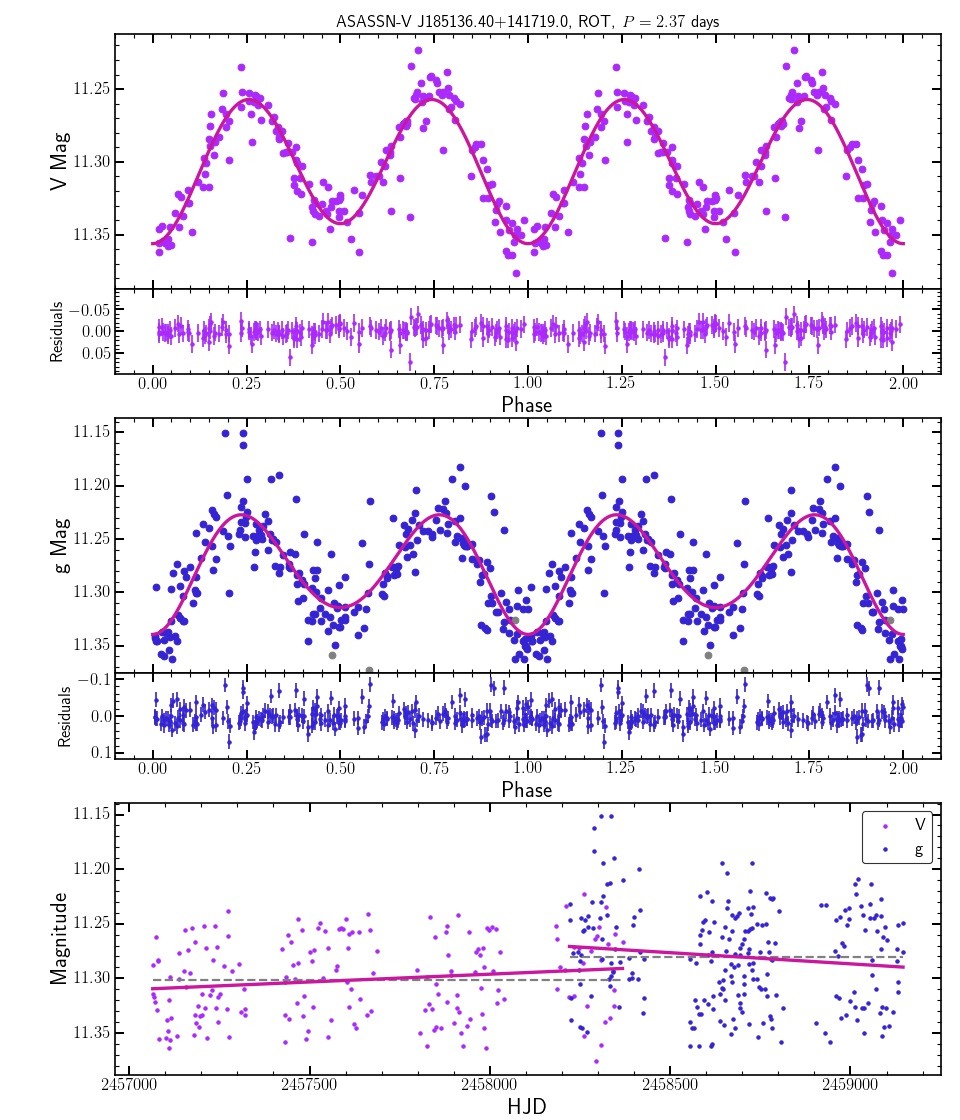 ASASSN-V J185136.40+141719.0, ROT, P = 2.37 days
V Mag
11.25
11.30
11.35
Residuals
−0.05
0.00
0.05
0.00 0.25 0.50 0.75 1.00 1.25 1.50 1.75 2.00
Phase
g Mag
11.15
11.20
11.25
11.30
11.35
Residuals
−0.1
0.0
0.1
0.00 0.25 0.50 0.75 1.00 1.25 1.50 1.75 2.00
Phase
Magnitude
11.15
11.20
11.25
11.30
11.35
V
g
2457000 2457500 2458000 2458500 2459000
HJD